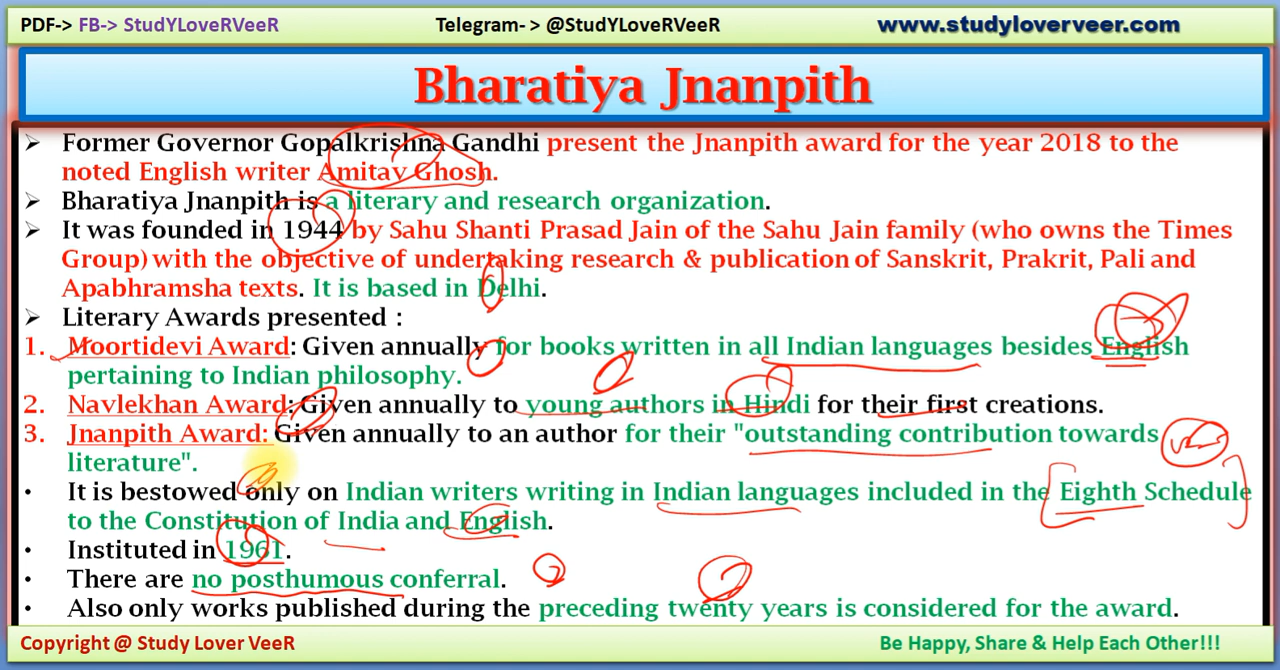 PDF-> FB-> StudYLoveRVeeR Telegram- > @StudYLoveRVeeR www.studyloverveer.com
Bharatiya Jnanpith
➢ Former Governor Gopalkrishna Gandhi present the Jnanpith award for the year 2018 to the
noted English writer Amitav Ghosh.
➢ Bharatiya Jnanpith is a literary and research organization.
➢ It was founded in 1944 by Sahu Shanti Prasad Jain of the Sahu Jain family (who owns the Times
Group) with the objective of undertaking research & publication of Sanskrit, Prakrit, Pali and
Apabhramsha texts. It is based in Delhi.
➢ Literary Awards presented :
1. Moortidevi Award: Given annually for books written in all Indian languages besides English
pertaining to Indian philosophy.
2. Navlekhan Award: Given annually to young authors in Hindi for their first creations.
3. Jnanpith Award: Given annually to an author for their "outstanding contribution towards
literature".
• It is bestowed only on Indian writers writing in Indian languages included in the Eighth Schedule
to the Constitution of India and English.
• Instituted in 1961.
• There are no posthumous conferral.
• Also only works published during the preceding twenty years is considered for the award.
Copyright @ Study Lover VeeR Be Happy, Share & Help Each Other!!!